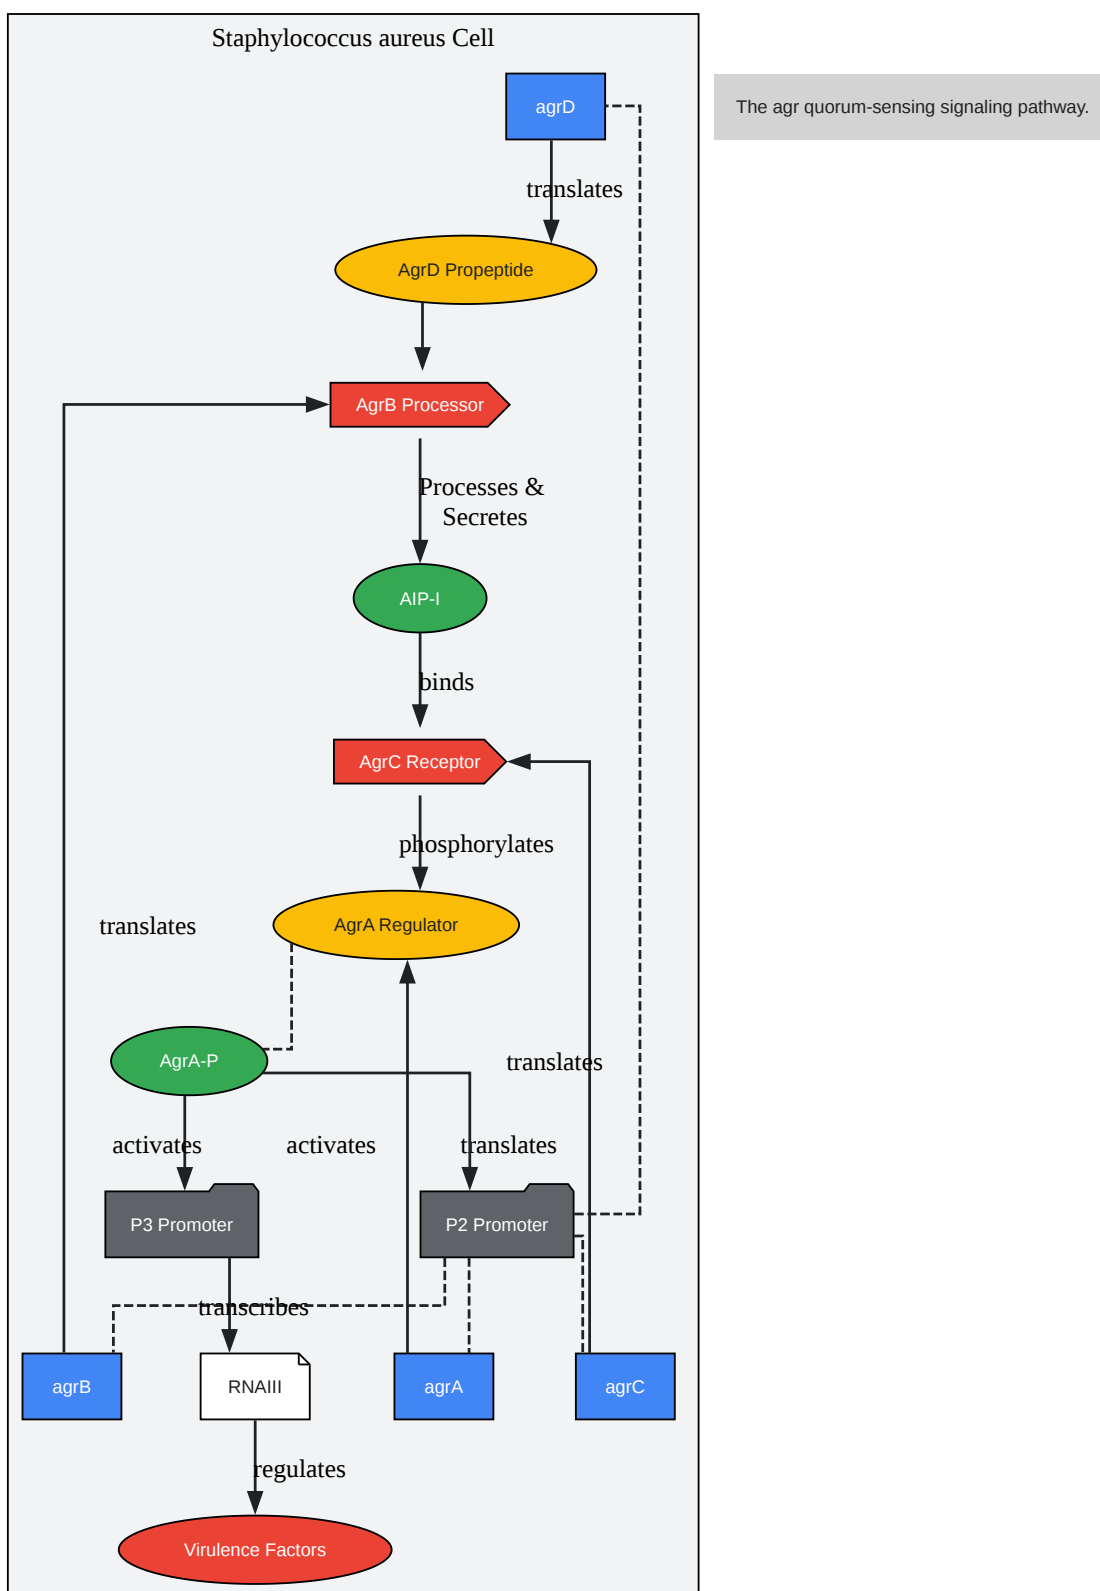 Staphylococcus aureus Cell
agrD
The agr quorum-sensing signaling pathway.
translates
AgrD Propeptide
AgrB Processor
Processes &
Secretes
AIP-I
binds
AgrC Receptor
phosphorylates
translates
AgrA Regulator
AgrA-P
translates
activates
activates
translates
P3 Promoter
P2 Promoter
transcribes
agrB
RNAIII
agrA
agrC
regulates
Virulence Factors